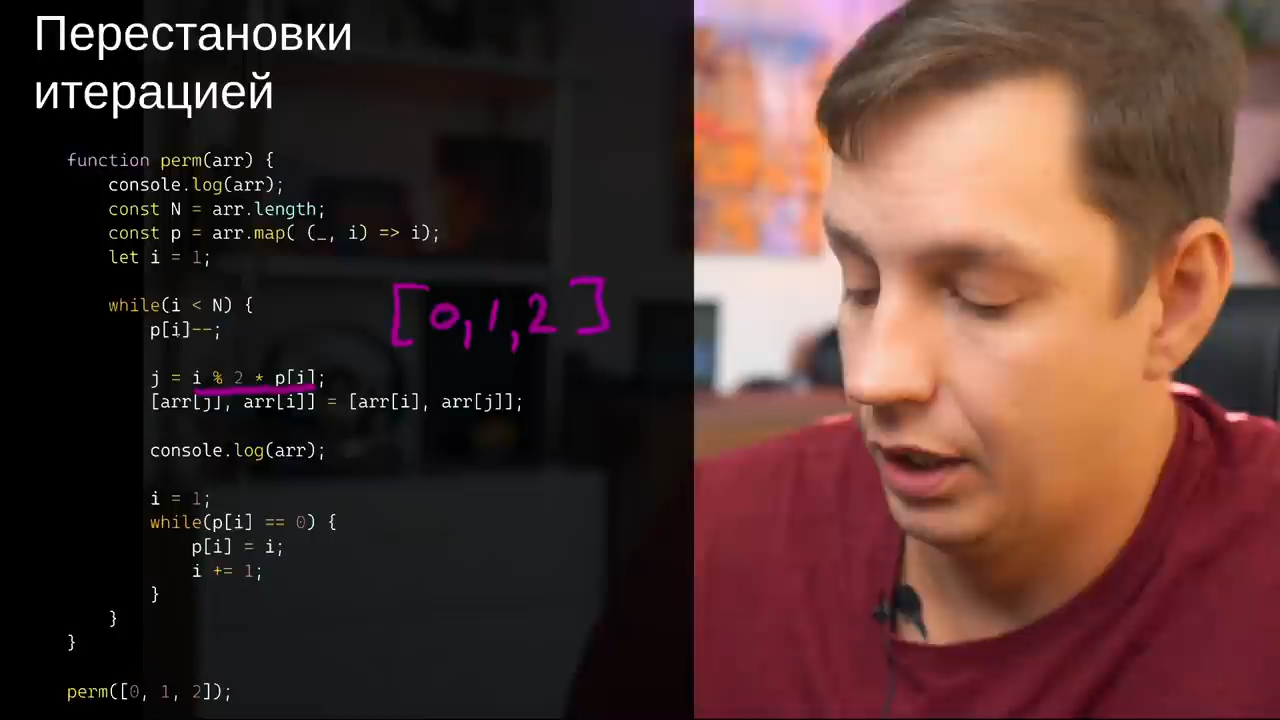 Перестановки
итерацией
function perm(arr) {
console.log(arr);
const N = arr.length;
const p = arr.map( (_, i) => i);
let i = 1;
while(i < N) {
p[i]--;
[0,1,2]
j = i % 2 * p[i];
[arr[j], arr[i]] = [arr[i], arr[j]];
console.log(arr);
i = 1;
while(p[i] == 0) {
p[i] = i;
i += 1;
}
}
}
perm([0, 1, 2]);